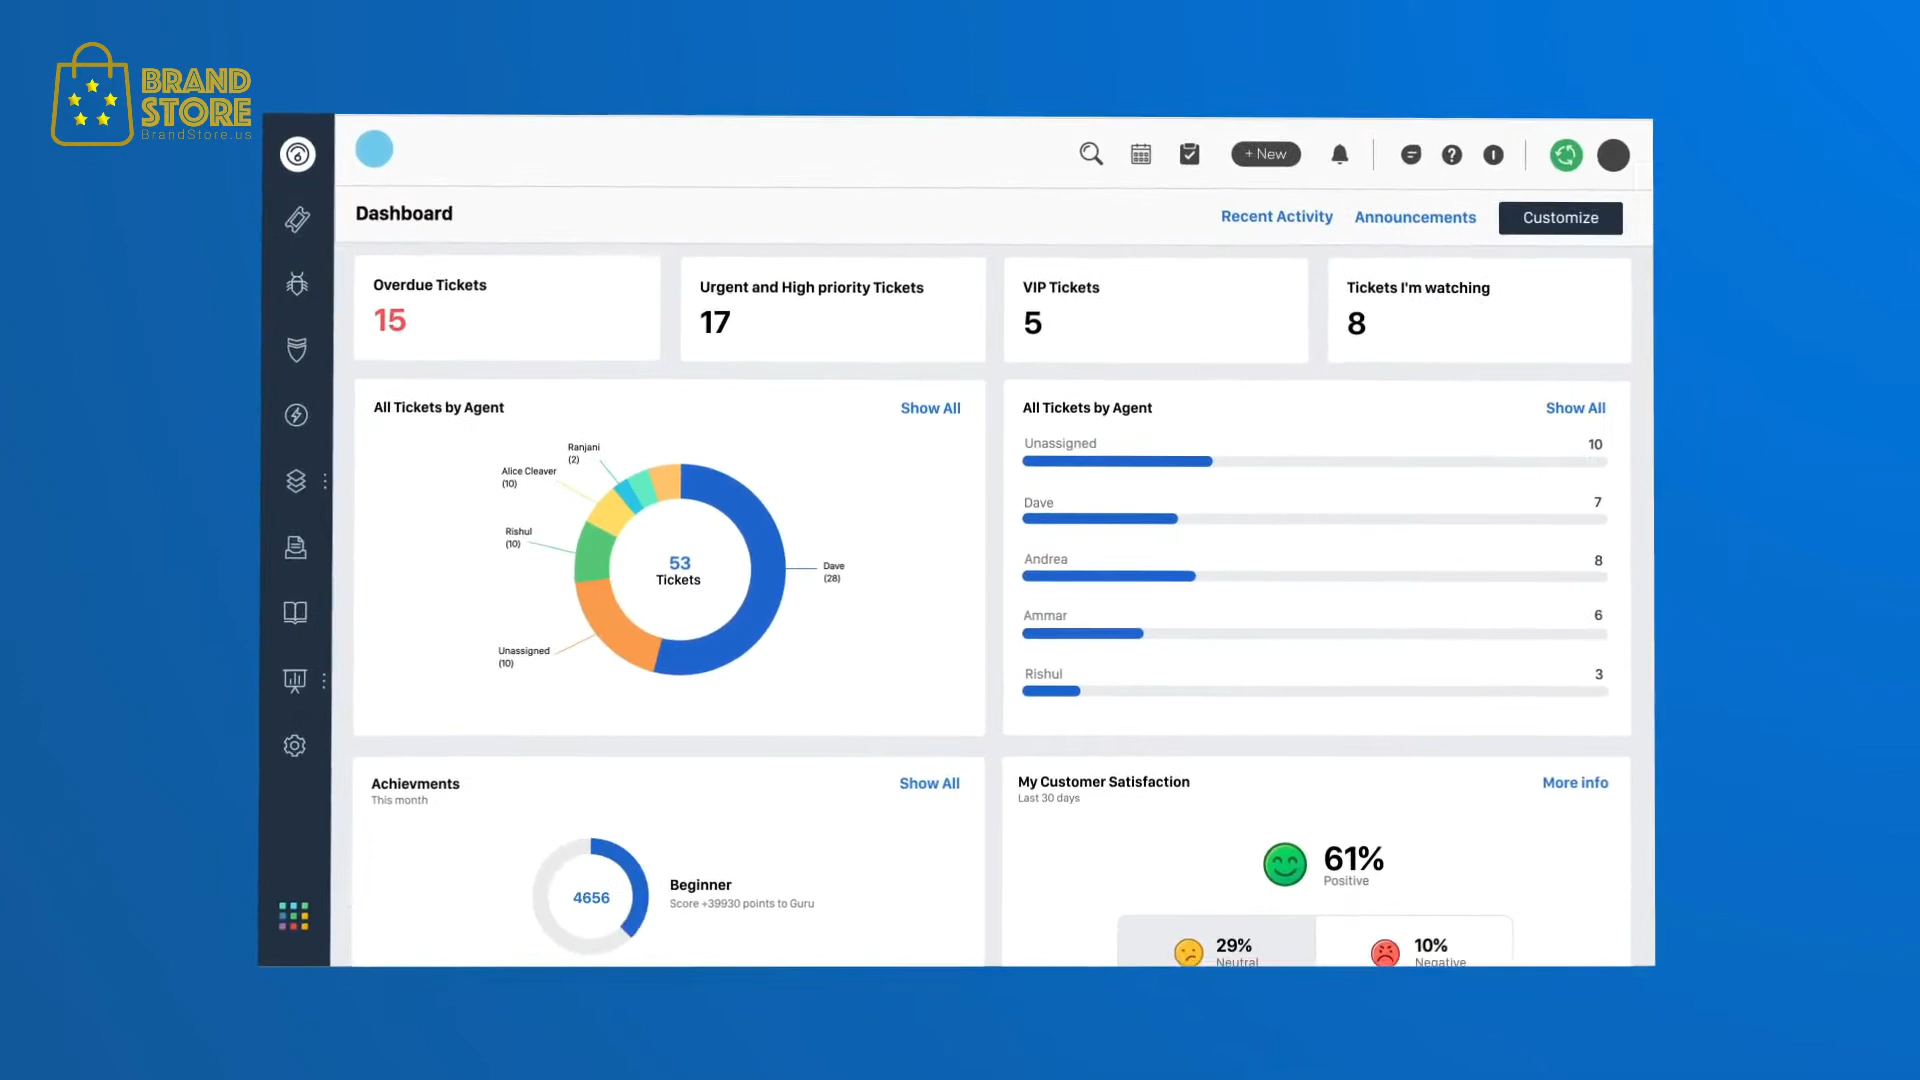 BRAND
STORE
BrandStore.us
+ New
Dashboard
Recent Activity
Announcements
Customize
Overdue Tickets
15
Urgent and High priority Tickets
17
VIP Tickets
5
Tickets I'm watching
8
All Tickets by Agent
Show All
Ranjani
(2)
Alice Cleaver
(10)
Rishul
(10)
53
Tickets
Dave
(28)
Unassigned
(10)
All Tickets by Agent
Show All
Unassigned
10
Dave
7
Andrea
8
Ammar
6
Rishul
3
Achievments
Show All
This month
4656
Beginner
Score +39930 points to Guru
My Customer Satisfaction
More info
Last 30 days
61%
Positive
29%
Neutral
10%
Negative